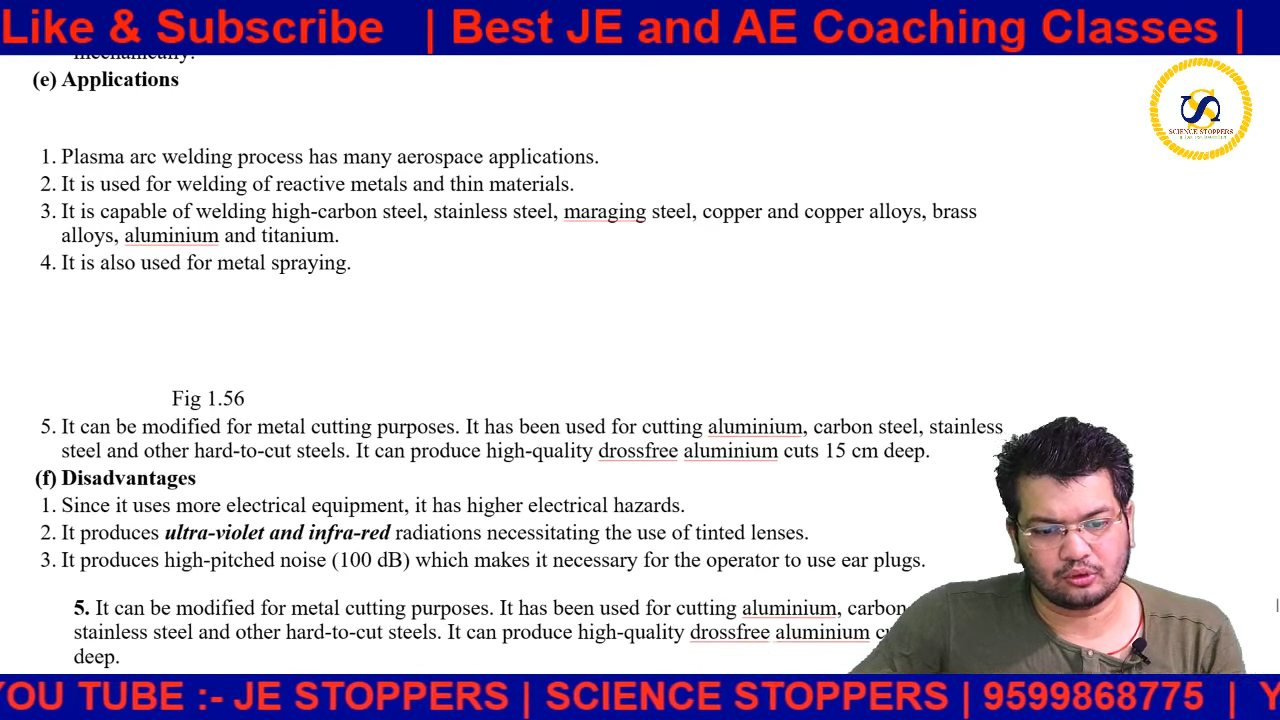 Like & Subscribe | Best JE and AE Coaching Classes |
mechanically.
(e) Applications
SCIENCE STOPPERS
1. Plasma arc welding process has many aerospace applications.
2. It is used for welding of reactive metals and thin materials.
3. It is capable of welding high-carbon steel, stainless steel, maraging steel, copper and copper alloys, brass
alloys, aluminium and titanium.
4. It is also used for metal spraying.
Fig 1.56
5. It can be modified for metal cutting purposes. It has been used for cutting aluminium, carbon steel, stainless
steel and other hard-to-cut steels. It can produce high-quality drossfree aluminium cuts 15 cm deep.
(f) Disadvantages
1. Since it uses more electrical equipment, it has higher electrical hazards.
2. It produces ultra-violet and infra-red radiations necessitating the use of tinted lenses.
3. It produces high-pitched noise (100 dB) which makes it necessary for the operator to use ear plugs.
5. It can be modified for metal cutting purposes. It has been used for cutting aluminium, carbon
stainless steel and other hard-to-cut steels. It can produce high-quality drossfree aluminium
deep.
YOU TUBE :- JE STOPPERS | SCIENCE STOPPERS | 9599868775 | Y